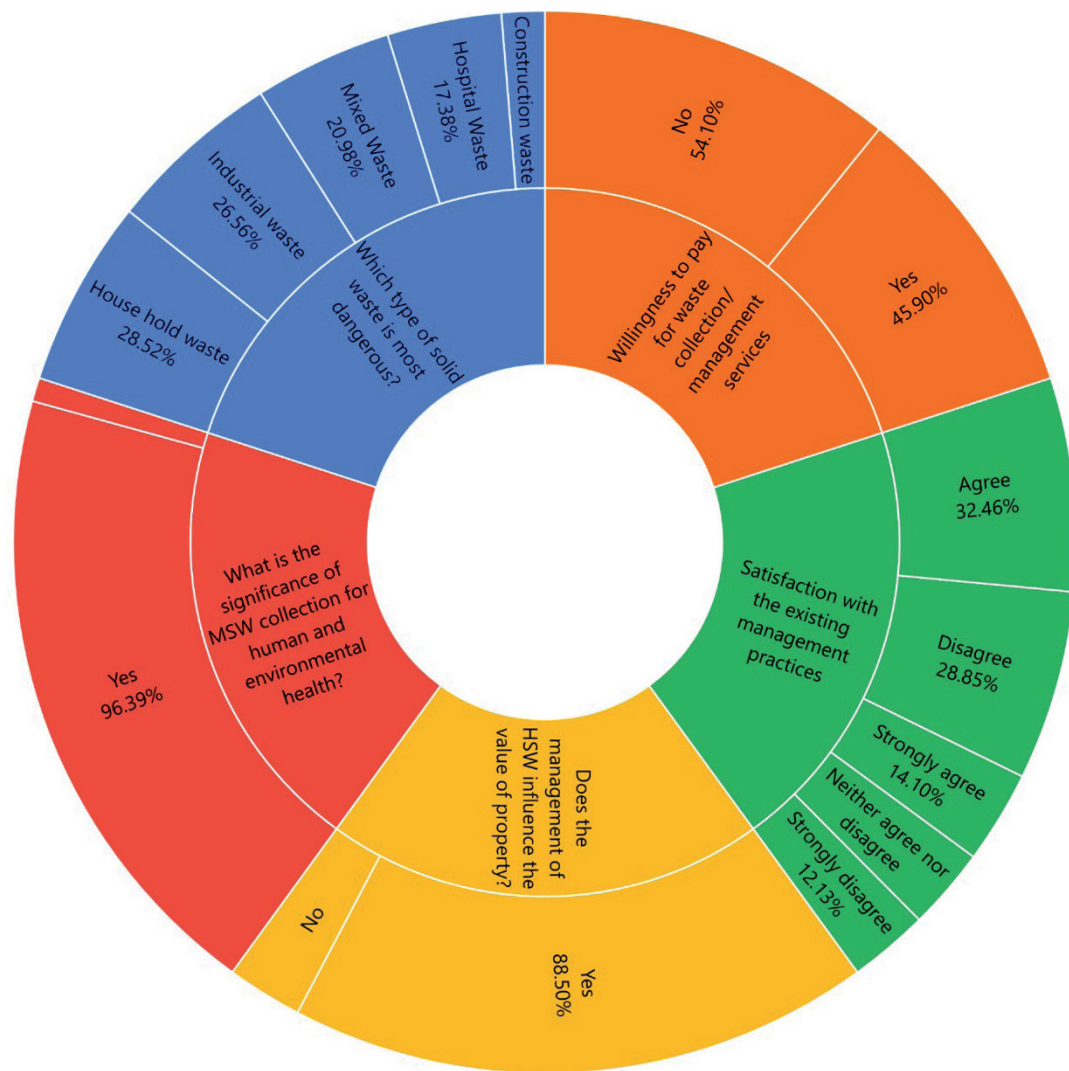 No
54.10%
Yes
45.90%
Willingness to pay
for waste
collection/
management
services
Agree
32.46%
Disagree
28.85%
Strongly agree
14.10%
Neither agree nor
disagree
Strongly disagree
12.13%
Satisfaction with
the existing
management
practices
Yes
88.50%
No
Does the
management of
HSW influence the
value of property?
Yes
96.39%
What is the
significance of
MSW collection for
human and
environmental
health?
House hold waste
28.52%
Industrial waste
26.56%
Mixed Waste
20.98%
Hospital Waste
17.38%
Construction waste
Which type of solid
waste is most
dangerous?